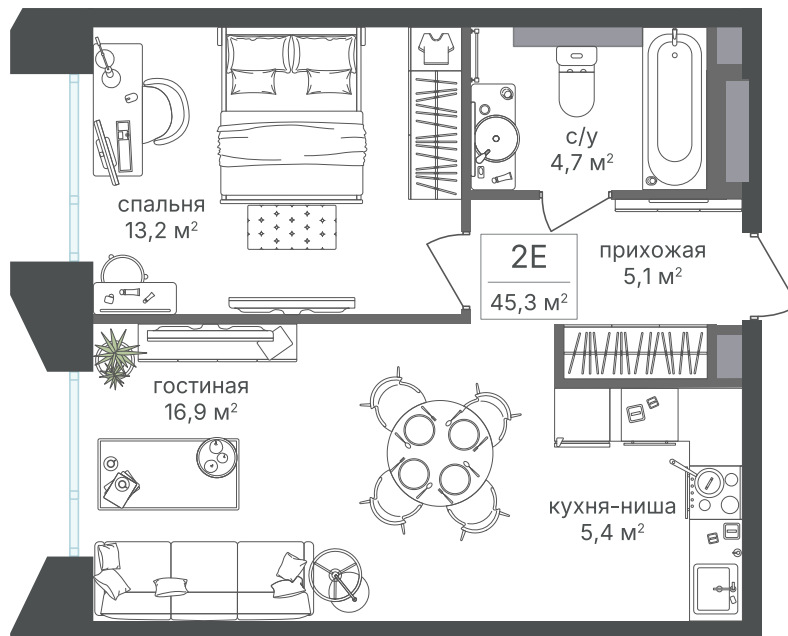 с/у
4,7 м²
спальня
13,2 м²
2Е
45,3 м²
прихожая
5,1 м²
гостиная
16,9 м²
кухня-ниша
5,4 м²